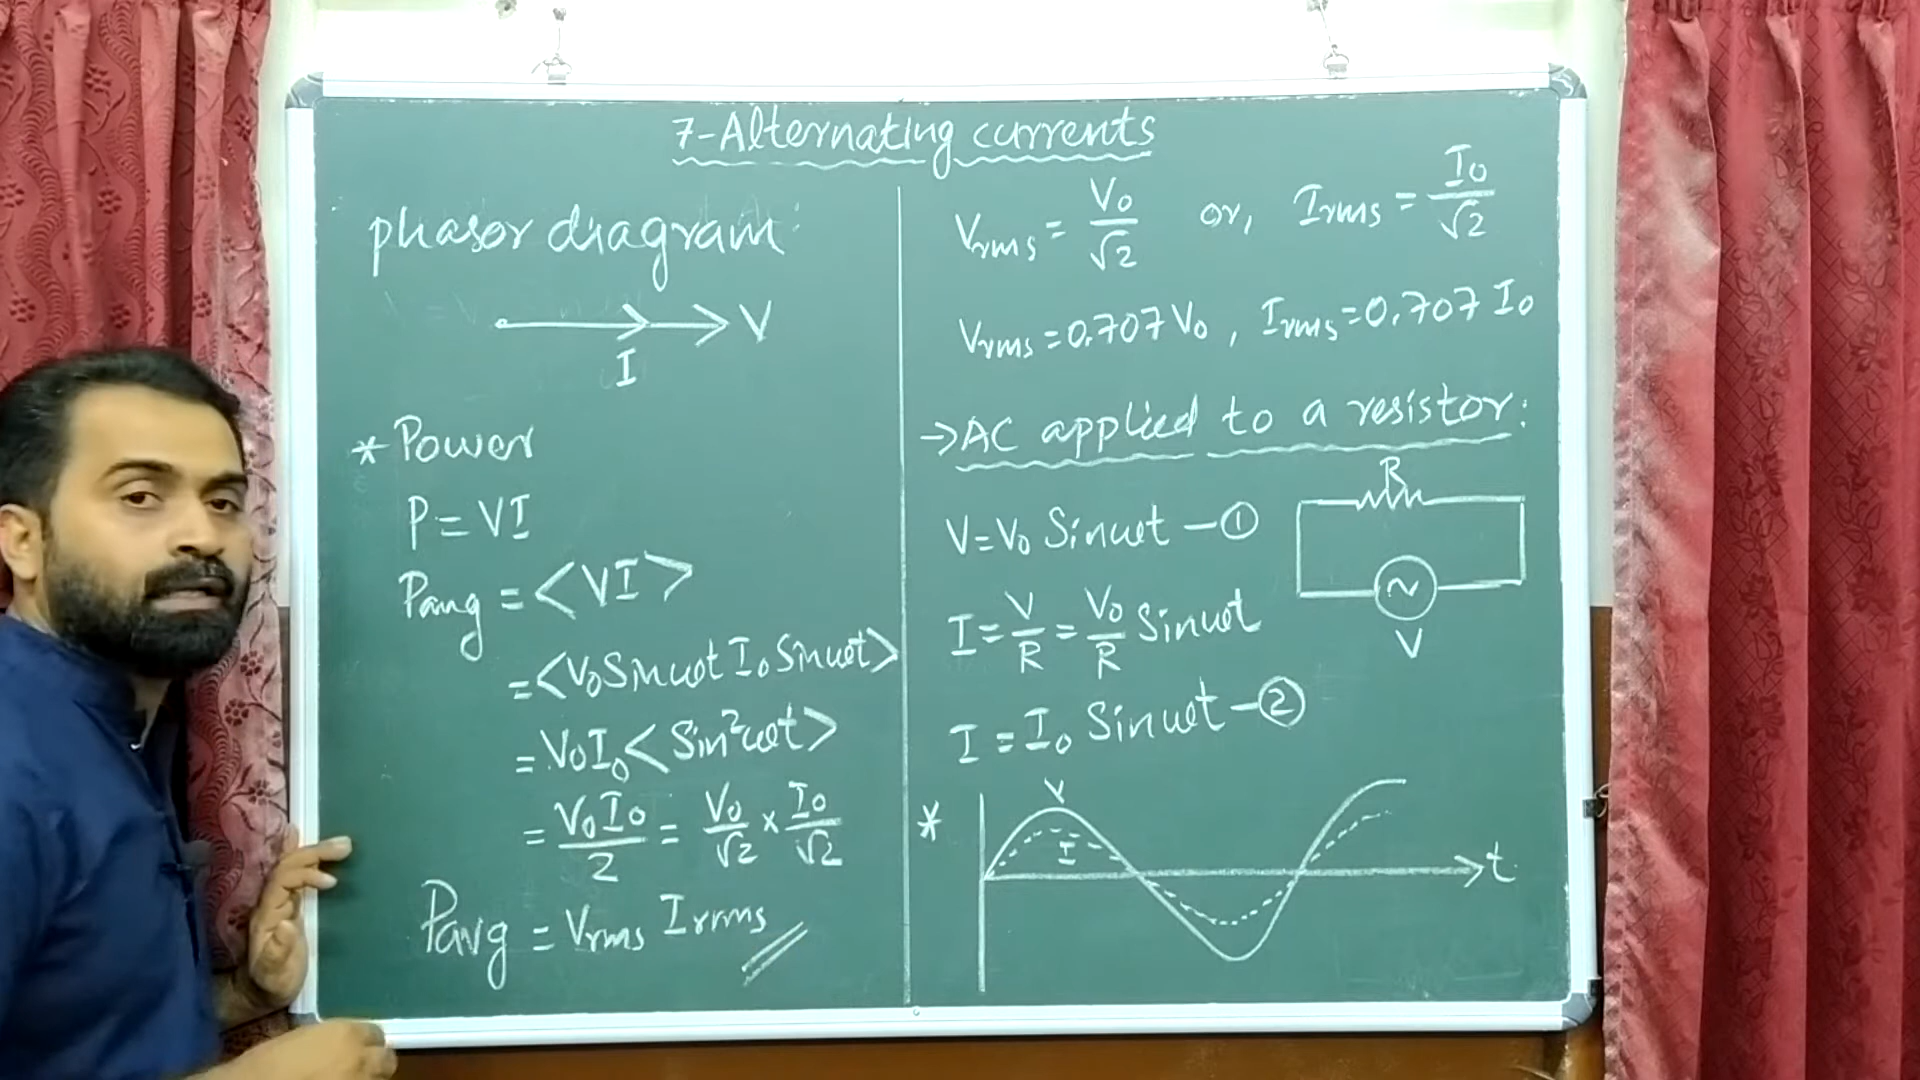 7-Alternating currents
phasor diagram:
V
I
* Power
P = VI
Pavg = <VI>
= <V₀ Sinωt I₀ Sinωt>
= V₀I₀ <Sin²ωt>
= V₀I₀/2 = V₀/√2 × I₀/√2
Pavg = Vrms Irms
Vrms = V₀/√2 or, Irms = I₀/√2
Vrms = 0.707 V₀ , Irms = 0.707 I₀
→ AC applied to a resistor:
R
V = V₀ Sinωt — ①
I = V/R = V₀/R Sinωt
V
I = I₀ Sinωt — ②
V
*
I
t